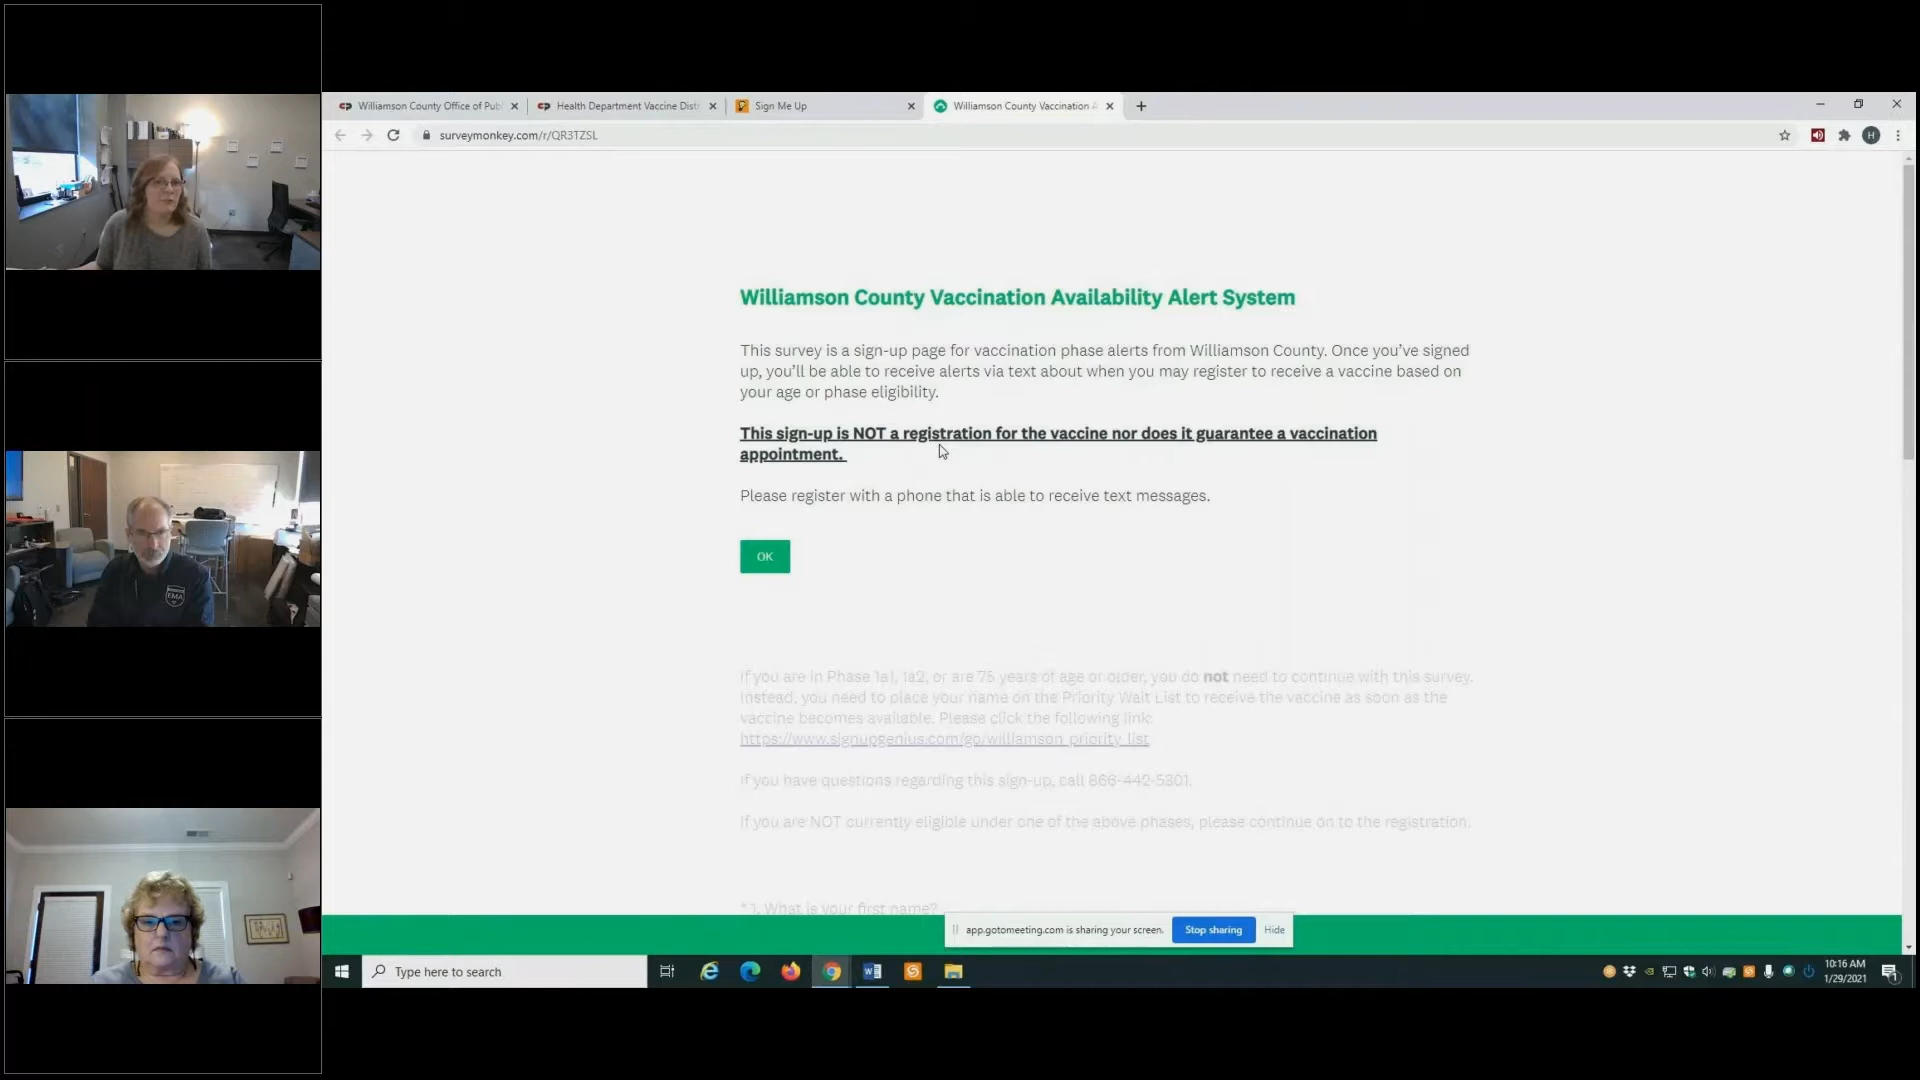 Williamson County Office of Pub
Health Department Vaccine Distr
Sign Me Up
Williamson County Vaccination A
surveymonkey.com/r/QR3TZSL
H
Williamson County Vaccination Availability Alert System
This survey is a sign-up page for vaccination phase alerts from Williamson County. Once you've signed
up, you'll be able to receive alerts via text about when you may register to receive a vaccine based on
your age or phase eligibility.
This sign-up is NOT a registration for the vaccine nor does it guarantee a vaccination
appointment.
Please register with a phone that is able to receive text messages.
OK
If you are in Phase 1a1, 1a2, or are 75 years of age or older, you do not need to continue with this survey.
Instead, you need to place your name on the Priority Wait List to receive the vaccine as soon as the
vaccine becomes available. Please click the following link:
https://www.signupgenius.com/go/williamson_priority_list
If you have questions regarding this sign-up, call 866-442-5301.
If you are NOT currently eligible under one of the above phases, please continue on to the registration.
* 1. What is your first name?
app.gotomeeting.com is sharing your screen.
Stop sharing
Hide
Type here to search
10:16 AM
1/29/2021
EMA